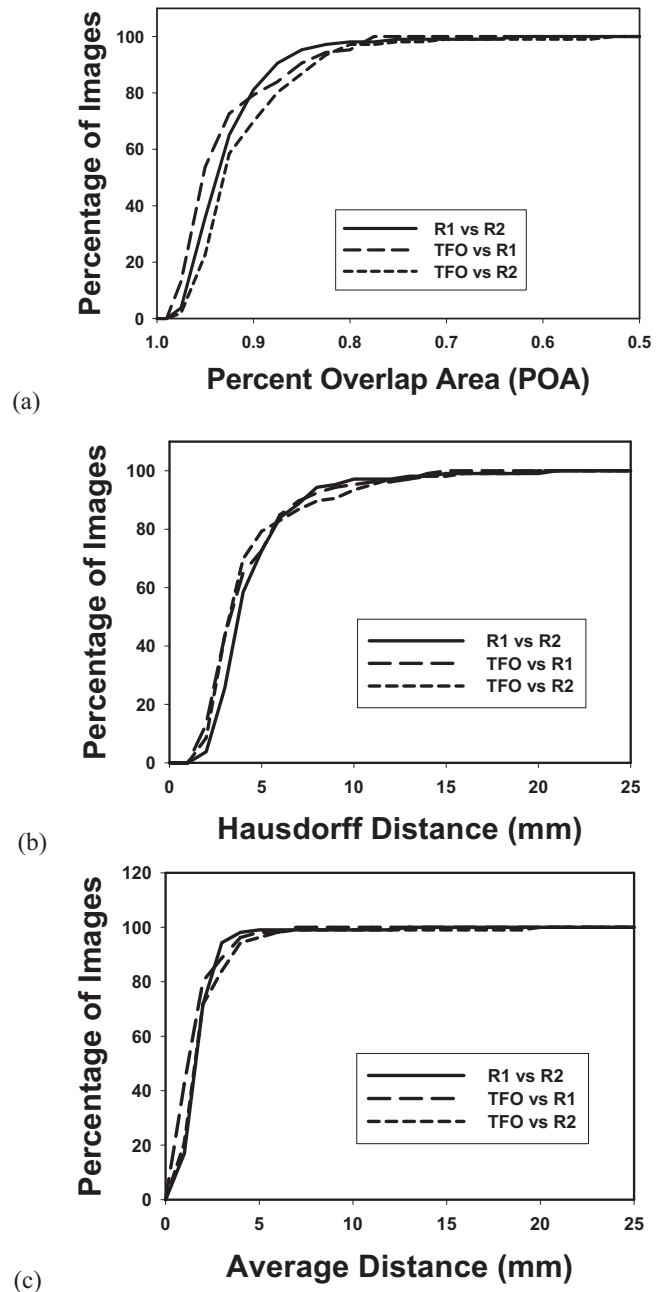 100
80
60
40
20
0
Percentage of Images
R1 vs R2
TFO vs R1
TFO vs R2
1.0 0.9 0.8 0.7 0.6 0.5
Percent Overlap Area (POA)
(a)
100
80
60
40
20
0
Percentage of Images
R1 vs R2
TFO vs R1
TFO vs R2
0 5 10 15 20 25
Hausdorff Distance (mm)
(b)
120
100
80
60
40
20
0
Percentage of Images
R1 vs R2
TFO vs R1
TFO vs R2
0 5 10 15 20 25
Average Distance (mm)
(c)